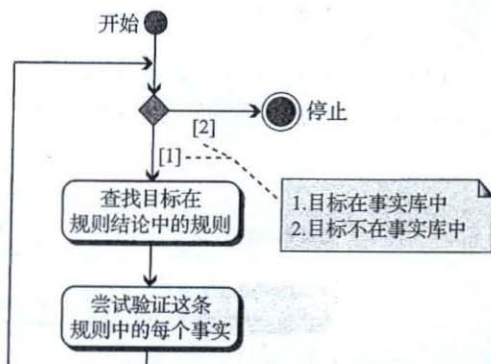 开始
停止
[2]
[1]
查找目标在
规则结论中的规则
1.目标在事实库中
2.目标不在事实库中
尝试验证这条
规则中的每个事实